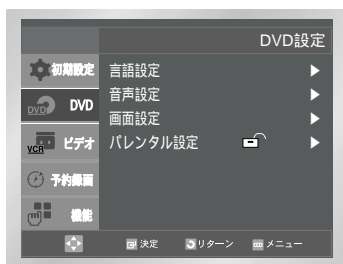 DVD設定
初期設定
DVD
DVD
VCR
ビデオ
予約録画
機能
言語設定
音声設定
画面設定
パレンタル設定
決定
リターン
メニュー